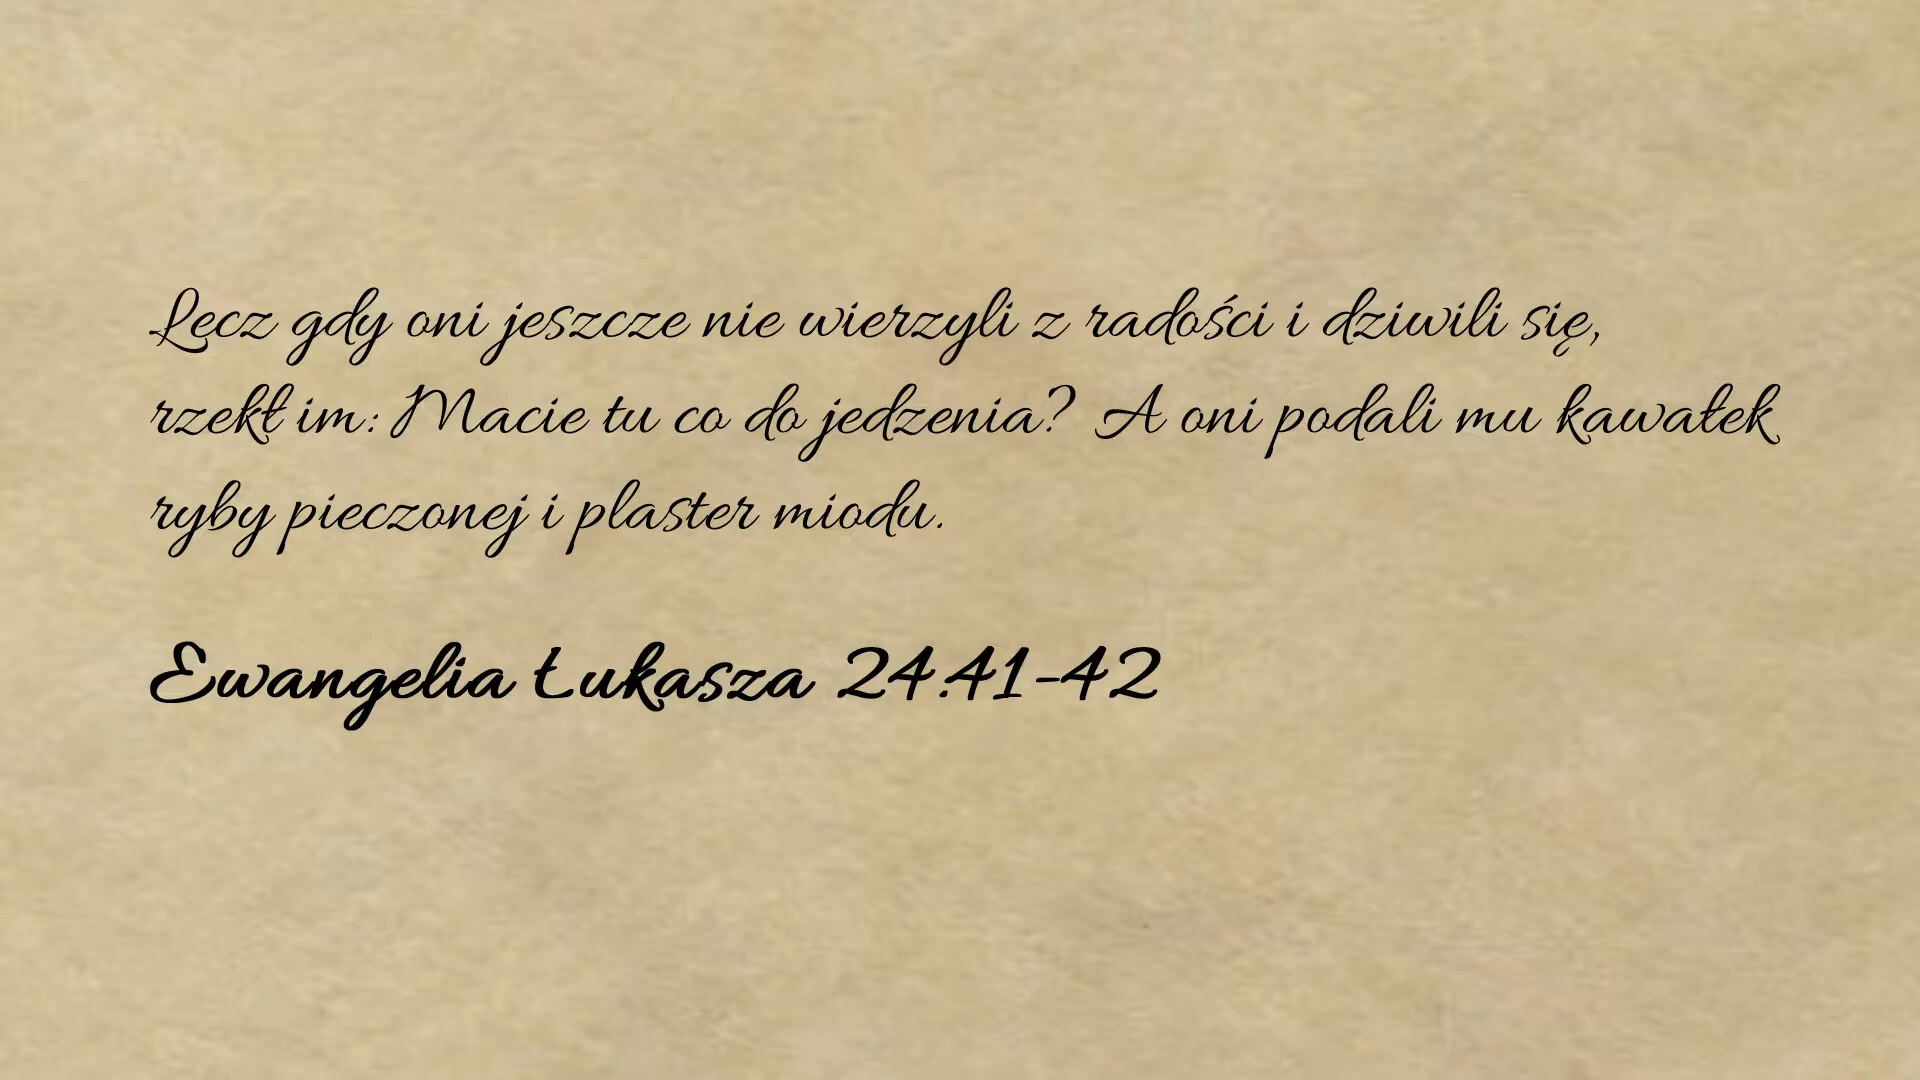 Lecz gdy oni jeszcze nie wierzyli z radości i dziwili się,
rzekł im: Macie tu co do jedzenia? A oni podali mu kawałek
ryby pieczonej i plaster miodu.
Ewangelia Łukasza 24.41-42